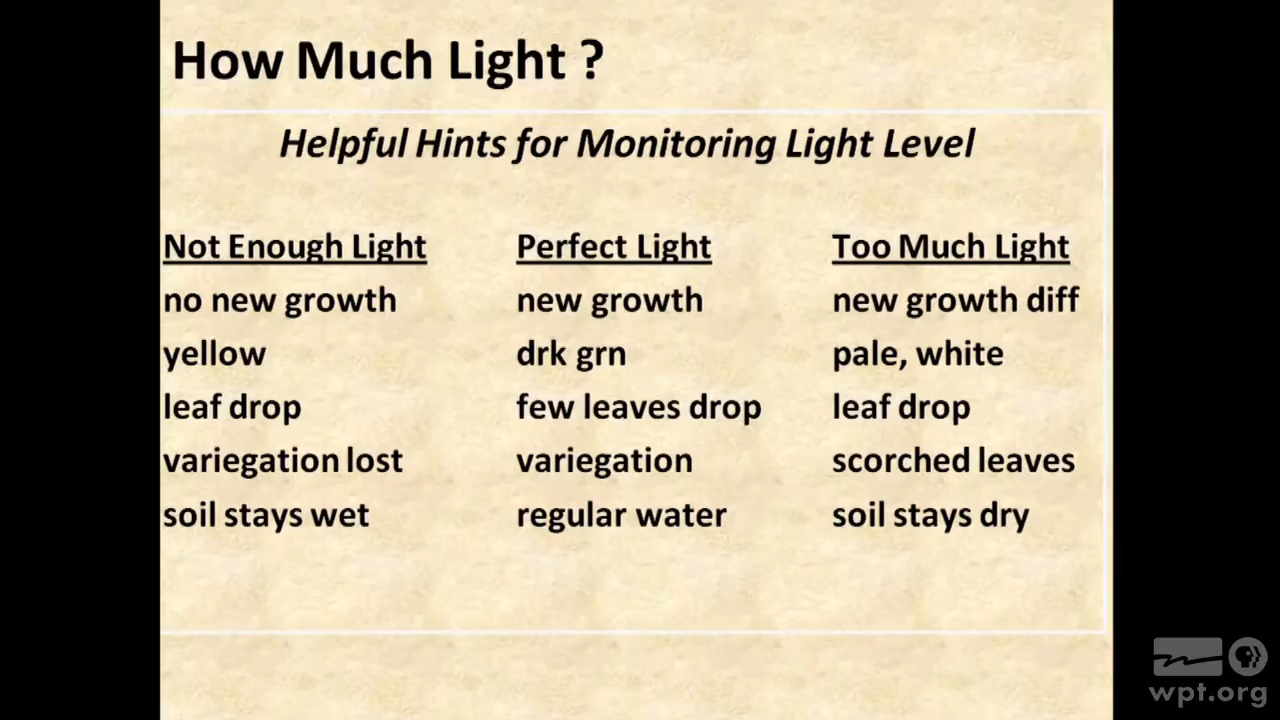 How Much Light ?
Helpful Hints for Monitoring Light Level
Not Enough Light Perfect Light Too Much Light
no new growth new growth new growth diff
yellow drk grn pale, white
leaf drop few leaves drop leaf drop
variegation lost variegation scorched leaves
soil stays wet regular water soil stays dry
wpt.org